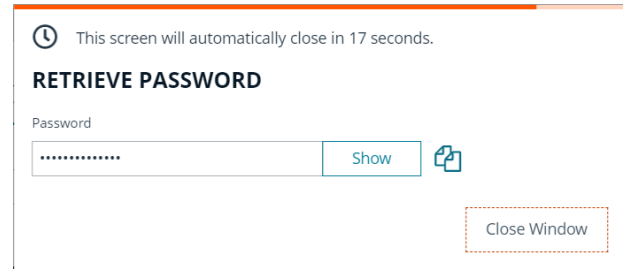 This screen will automatically close in 17 seconds.
RETRIEVE PASSWORD
Password
••••••••••••••
Show
Close Window